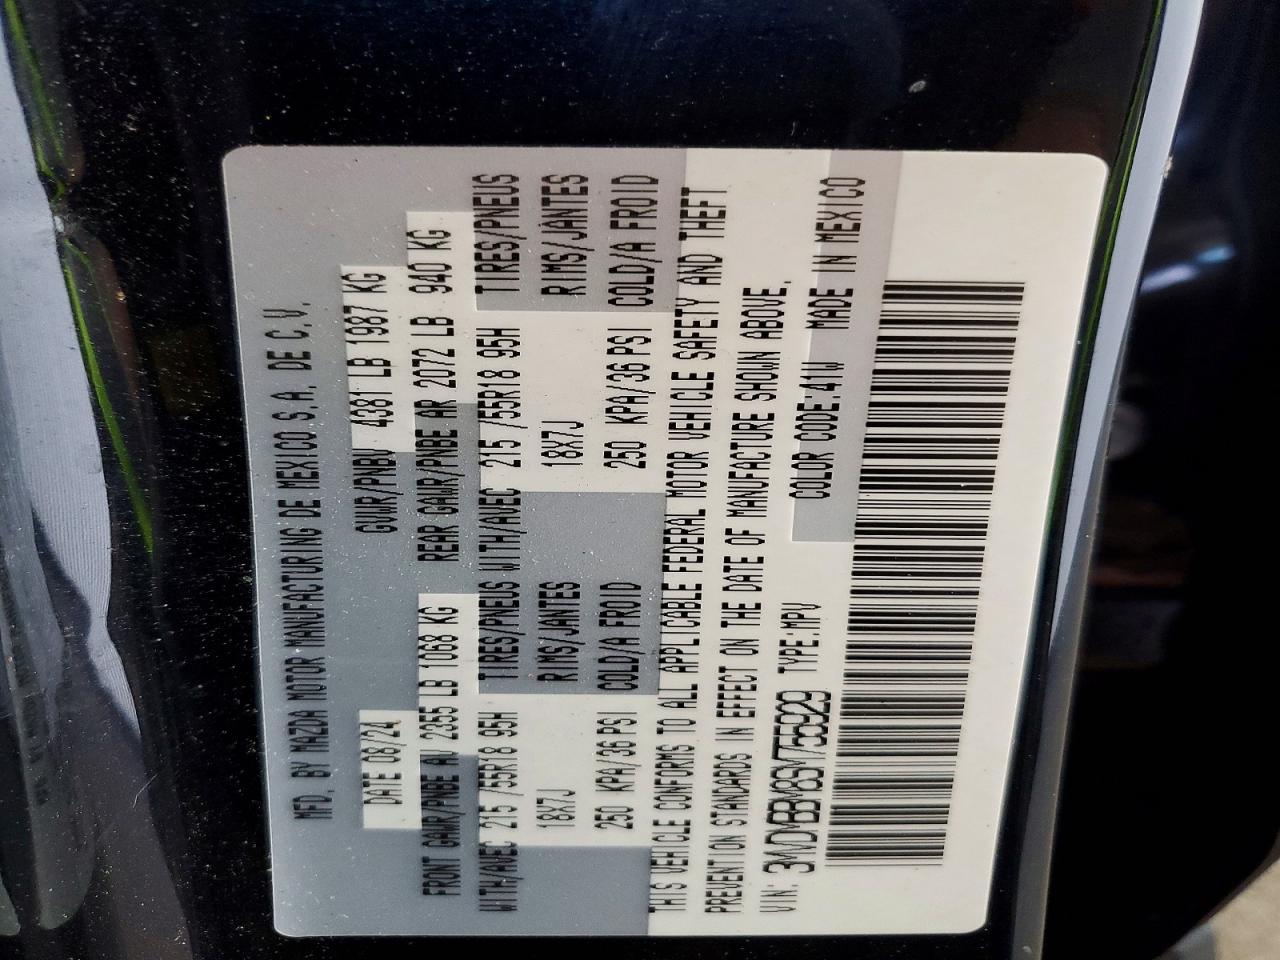 MFD. BY MAZDA MOTOR MANUFACTURING DE MEXICO S.A. DE C.V.
DATE 08/24 GVWR/PNBV 4381 LB 1987 KG
FRONT GAWR/PNBE AV 2355 LB 1068 KG REAR GAWR/PNBE AR 2072 LB 940 KG
WITH/AVEC 215 /55R18 95H TIRES/PNEUS WITH/AVEC 215 /55R18 95H TIRES/PNEUS
18X7J RIMS/JANTES 18X7J RIMS/JANTES
250 KPA/36 PSI COLD/A FROID 250 KPA/36 PSI COLD/A FROID
THIS VEHICLE CONFORMS TO ALL APPLICABLE FEDERAL MOTOR VEHICLE SAFETY AND THEFT
PREVENTION STANDARDS IN EFFECT ON THE DATE OF MANUFACTURE SHOWN ABOVE.
VIN: 3MVDMBBM8SM755929 TYPE:MPV COLOR CODE:41W MADE IN MEXICO